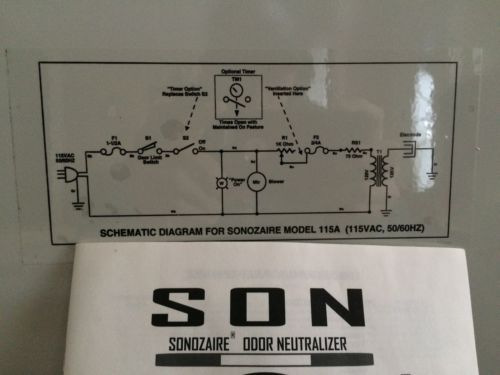 Optional Timer
TM1
"Timer Option"
Replaces Switch S2
"Ventilation Option"
Inserted Here
Times Open with
Maintained On Feature
F1
1-1/2A
S1
Door Limit
Switch
S2
Off
On
R1
1K Ohm
F2
3/4A
RS1
75 Ohm
T1
Electrode
115VAC
50/60HZ
"Power
On"
Mtr
Blower
SCHEMATIC DIAGRAM FOR SONOZAIRE MODEL 115A (115VAC, 50/60HZ)
SON
SONOZAIRE ODOR NEUTRALIZER